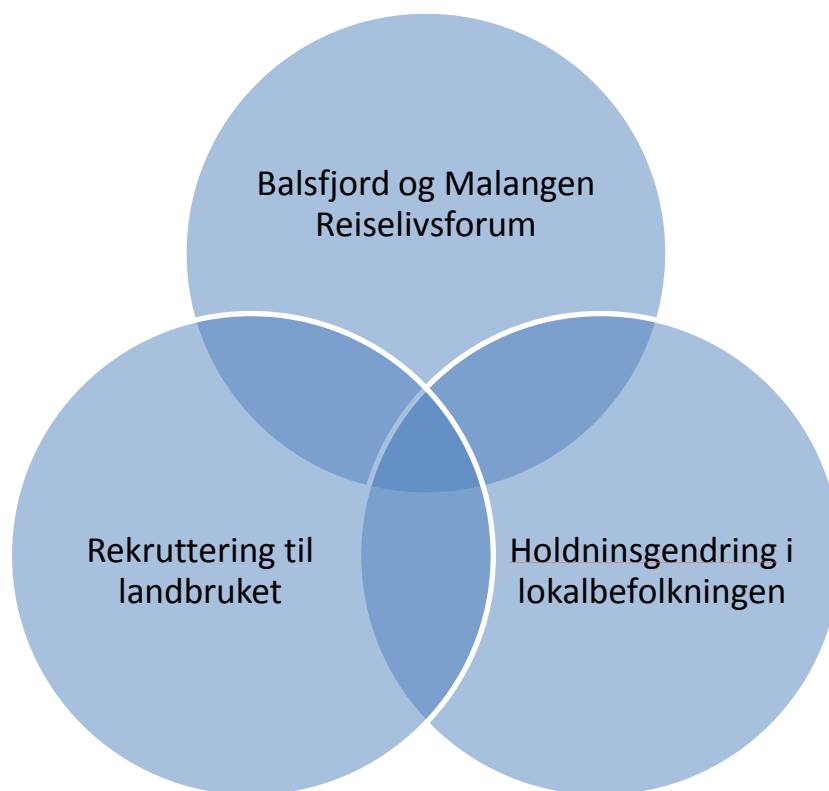 Balsfjord og Malangen
Reiselivsforum
Rekruttering til
landbruket
Holdninsgendring i
lokalbefolkningen